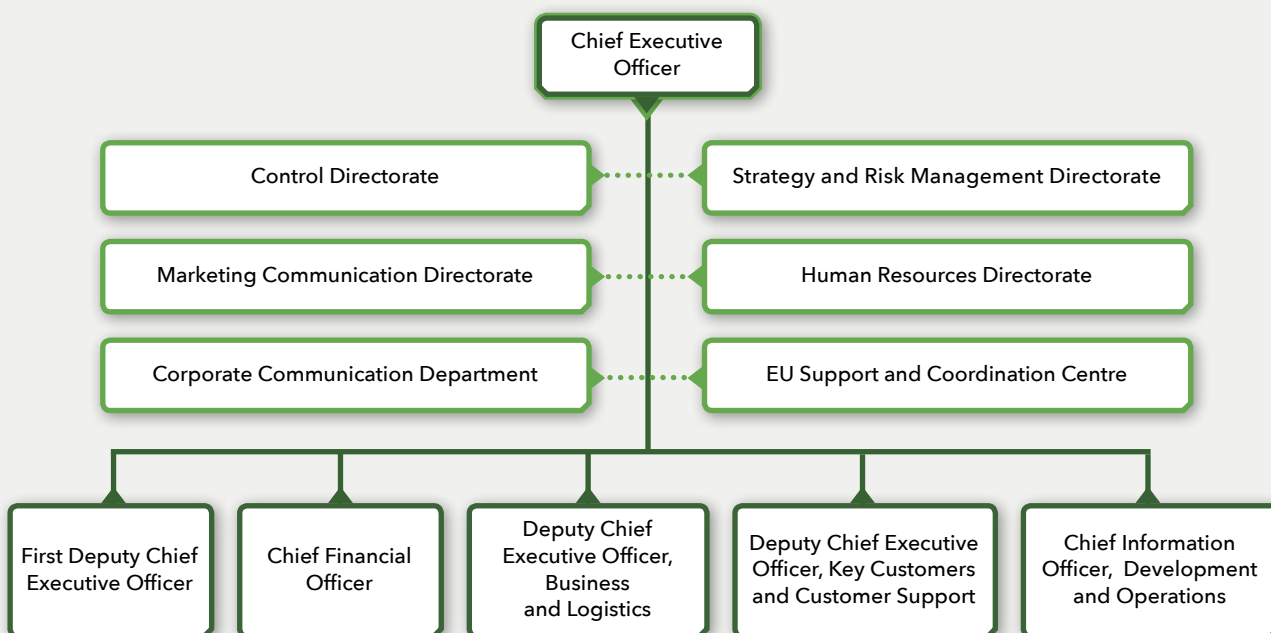 Chief Executive
Officer
Control Directorate
Strategy and Risk Management Directorate
Marketing Communication Directorate
Human Resources Directorate
Corporate Communication Department
EU Support and Coordination Centre
First Deputy Chief
Executive Officer
Chief Financial
Officer
Deputy Chief
Executive Officer,
Business
and Logistics
Deputy Chief Executive
Officer, Key Customers
and Customer Support
Chief Information
Officer, Development
and Operations